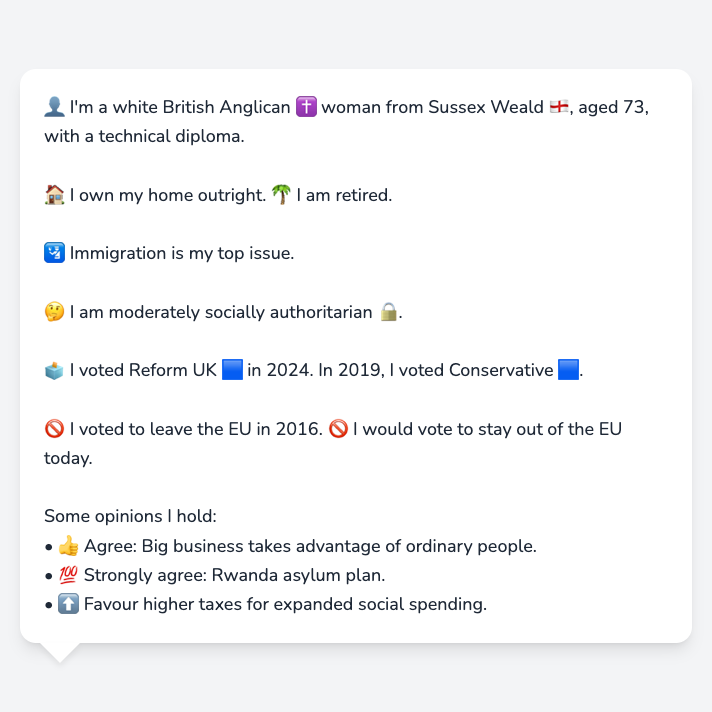 👤 I'm a white British Anglican ✝️ woman from Sussex Weald 🏴󠁧󠁢󠁥󠁮󠁧󠁿, aged 73,
with a technical diploma.
🏠 I own my home outright. 🌴 I am retired.
🛂 Immigration is my top issue.
🤔 I am moderately socially authoritarian 🔒.
🗳️ I voted Reform UK 🟦 in 2024. In 2019, I voted Conservative 🟦.
🚫 I voted to leave the EU in 2016. 🚫 I would vote to stay out of the EU
today.
Some opinions I hold:
• 👍 Agree: Big business takes advantage of ordinary people.
• 💯 Strongly agree: Rwanda asylum plan.
• ⬆️ Favour higher taxes for expanded social spending.